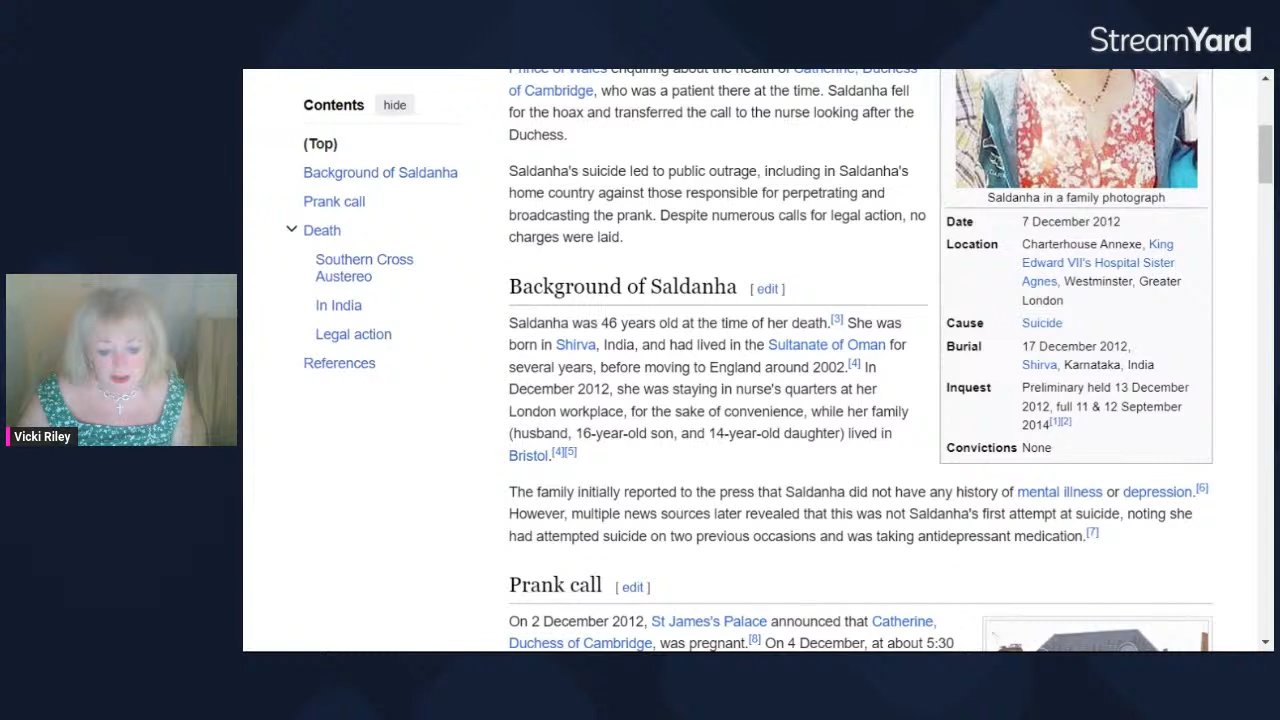 StreamYard
Contents hide
(Top)
Background of Saldanha
Prank call
Death
Southern Cross
Austereo
In India
Legal action
References
Prince of Wales enquiring about the health of Catherine, Duchess
of Cambridge, who was a patient there at the time. Saldanha fell
for the hoax and transferred the call to the nurse looking after the
Duchess.
Saldanha's suicide led to public outrage, including in Saldanha's
home country against those responsible for perpetrating and
broadcasting the prank. Despite numerous calls for legal action, no
charges were laid.
Background of Saldanha [ edit ]
Saldanha was 46 years old at the time of her death.[3] She was
born in Shirva, India, and had lived in the Sultanate of Oman for
several years, before moving to England around 2002.[4] In
December 2012, she was staying in nurse's quarters at her
London workplace, for the sake of convenience, while her family
(husband, 16-year-old son, and 14-year-old daughter) lived in
Bristol.[4][5]
Saldanha in a family photograph
Date 7 December 2012
Location Charterhouse Annexe, King
Edward VII's Hospital Sister
Agnes, Westminster, Greater
London
Cause Suicide
Burial 17 December 2012,
Shirva, Karnataka, India
Inquest Preliminary held 13 December
2012, full 11 & 12 September
2014[1][2]
Convictions None
The family initially reported to the press that Saldanha did not have any history of mental illness or depression.[6]
However, multiple news sources later revealed that this was not Saldanha's first attempt at suicide, noting she
had attempted suicide on two previous occasions and was taking antidepressant medication.[7]
Prank call [ edit ]
On 2 December 2012, St James's Palace announced that Catherine,
Duchess of Cambridge, was pregnant.[8] On 4 December, at about 5:30
Vicki Riley